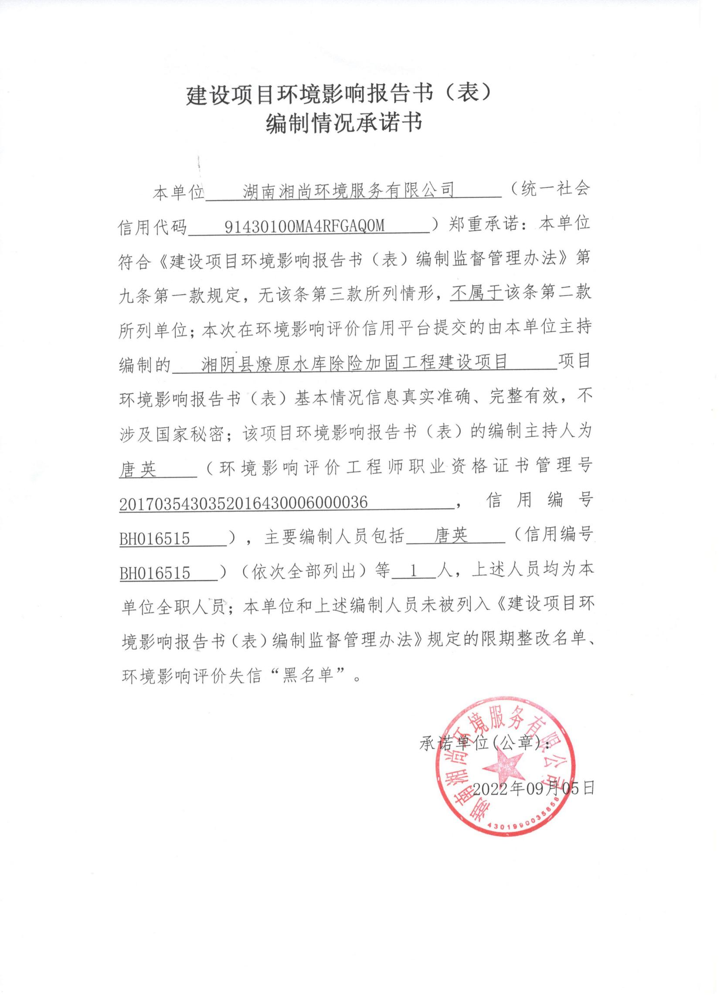 建设项目环境影响报告书（表）
编制情况承诺书
本单位 湖南湘尚环境服务有限公司 （统一社会
信用代码 91430100MA4RFGAQ0M ）郑重承诺：本单位
符合《建设项目环境影响报告书（表）编制监督管理办法》第
九条第一款规定，无该条第三款所列情形，不属于该条第二款
所列单位；本次在环境影响评价信用平台提交的由本单位主持
编制的 湘阴县燎原水库除险加固工程建设项目 项目
环境影响报告书（表）基本情况信息真实准确、完整有效，不
涉及国家秘密；该项目环境影响报告书（表）的编制主持人为
唐英 （环境影响评价工程师职业资格证书管理号
2017035430352016430006000036 ，信用编号
BH016515 ），主要编制人员包括 唐英 （信用编号
BH016515 ）（依次全部列出）等 1 人，上述人员均为本
单位全职人员；本单位和上述编制人员未被列入《建设项目环
境影响报告书（表）编制监督管理办法》规定的限期整改名单、
环境影响评价失信“黑名单”。
承诺单位(公章)：
2022年09月05日
湖南湘尚环境服务有限公司
4301990035858